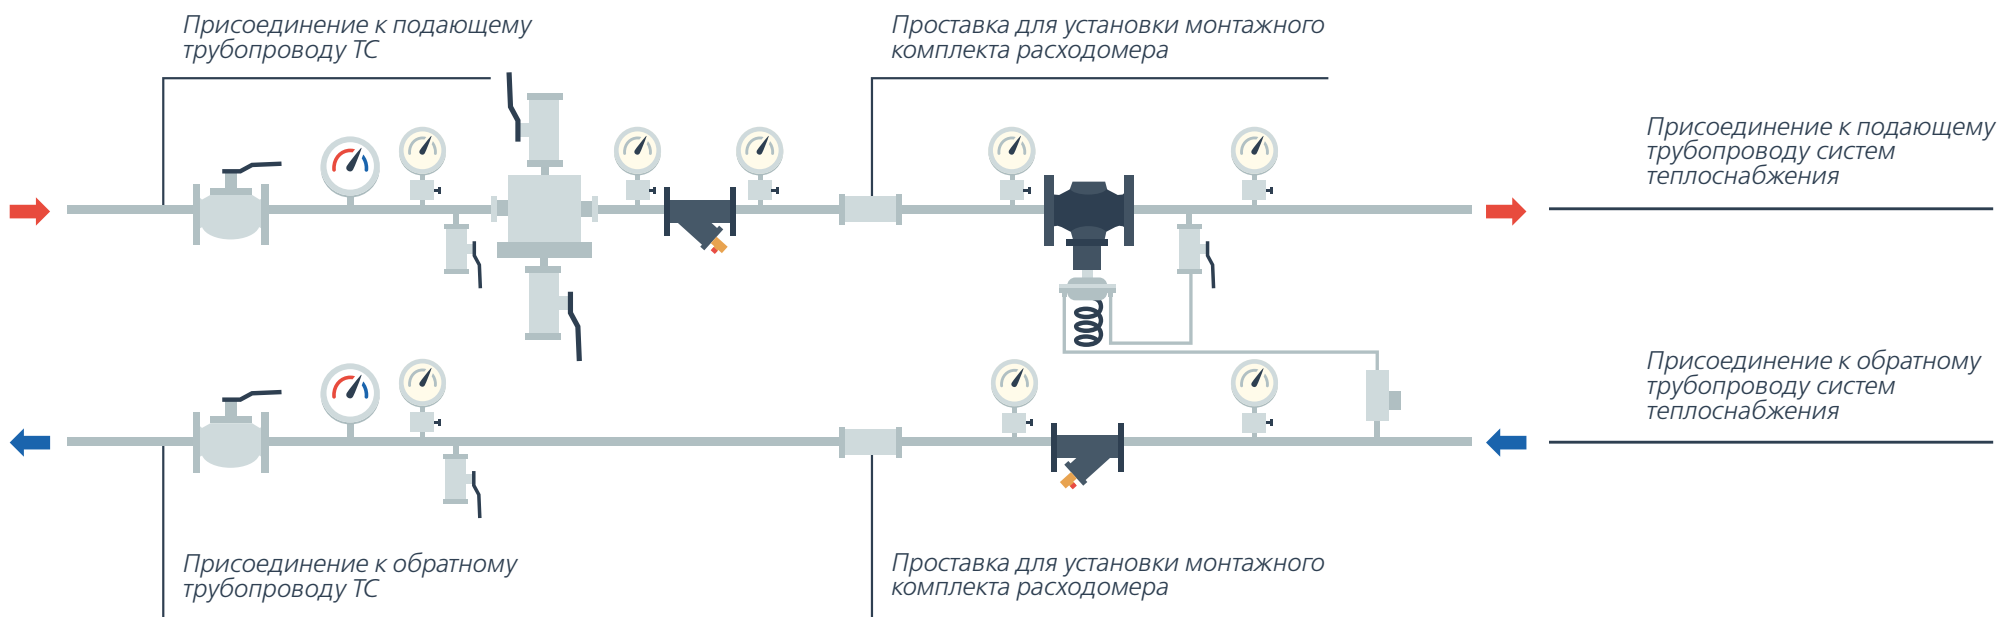 Присоединение к подающему
трубопроводу ТС
Проставка для установки монтажного
комплекта расходомера
Присоединение к подающему
трубопроводу систем
теплоснабжения
Присоединение к обратному
трубопроводу систем
теплоснабжения
Присоединение к обратному
трубопроводу ТС
Проставка для установки монтажного
комплекта расходомера